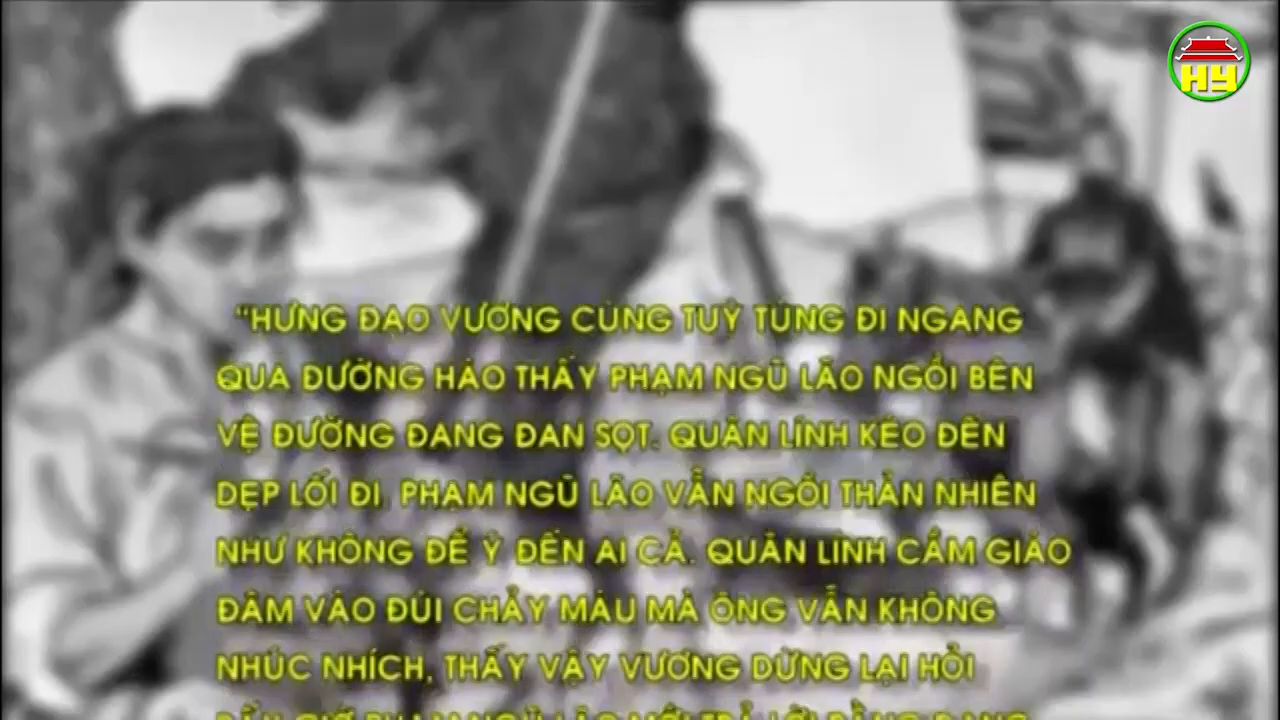 HY
"HƯNG ĐẠO VƯƠNG CÙNG TUỲ TÙNG ĐI NGANG
QUA ĐƯỜNG HÀO THẤY PHẠM NGŨ LÃO NGỒI BÊN
VỆ ĐƯỜNG ĐANG ĐAN SỌT. QUÂN LÍNH KÉO ĐẾN
DẸP LỐI ĐI, PHẠM NGŨ LÃO VẪN NGỒI THẢN NHIÊN
NHƯ KHÔNG ĐỂ Ý ĐẾN AI CẢ. QUÂN LÍNH CẦM GIÁO
ĐÂM VÀO ĐÙI CHẢY MÁU MÀ ÔNG VẪN KHÔNG
NHÚC NHÍCH, THẤY VẬY VƯƠNG DỪNG LẠI HỎI